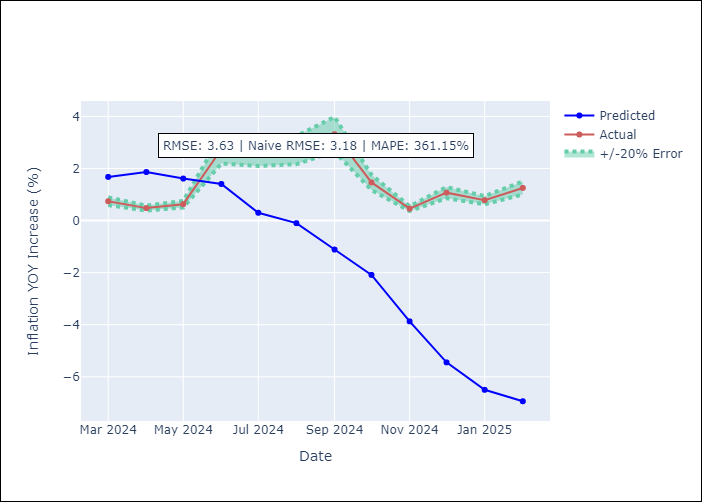 RMSE: 3.63 | Naive RMSE: 3.18 | MAPE: 361.15%
Predicted
Actual
+/-20% Error
4
2
0
−2
−4
−6
Inflation YOY Increase (%)
Mar 2024
May 2024
Jul 2024
Sep 2024
Nov 2024
Jan 2025
Date